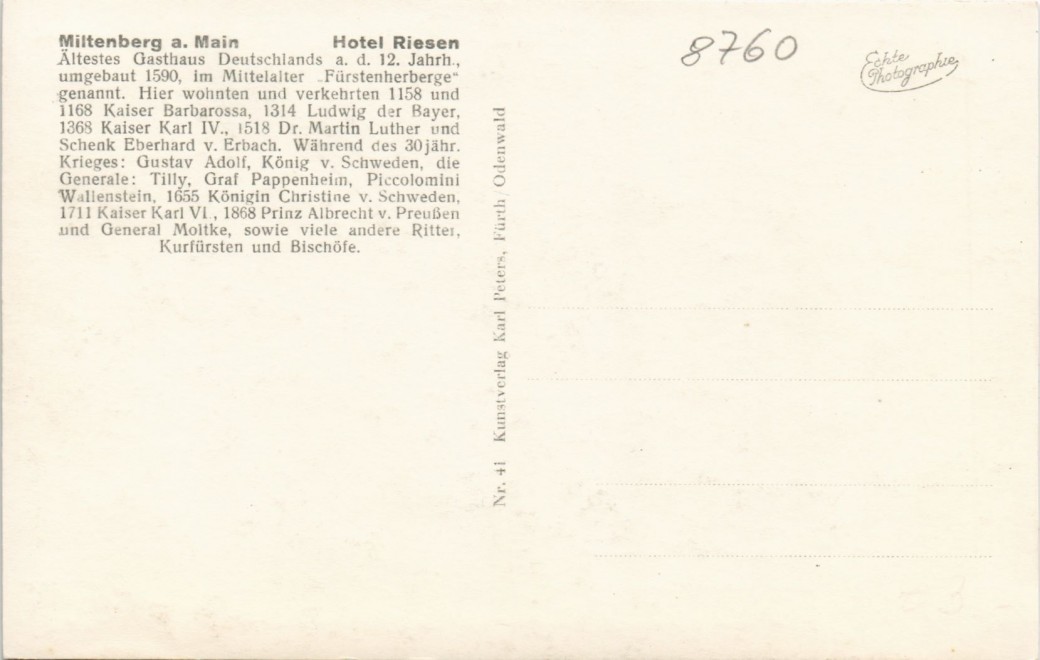 Miltenberg a. Main Hotel Riesen
Ältestes Gasthaus Deutschlands a. d. 12. Jahrh.,
umgebaut 1590, im Mittelalter „Fürstenherberge“
genannt. Hier wohnten und verkehrten 1158 und
1168 Kaiser Barbarossa, 1314 Ludwig der Bayer,
1368 Kaiser Karl IV., 1518 Dr. Martin Luther und
Schenk Eberhard v. Erbach. Während des 30jähr.
Krieges: Gustav Adolf, König v. Schweden, die
Generale: Tilly, Graf Pappenheim, Piccolomini
Wallenstein, 1655 Königin Christine v. Schweden,
1711 Kaiser Karl VI., 1868 Prinz Albrecht v. Preußen
und General Moltke, sowie viele andere Ritter,
Kurfürsten und Bischöfe.
Nr. 41 Kunstverlag Karl Peters, Fürth/Odenwald
8760
Echte
Photographie